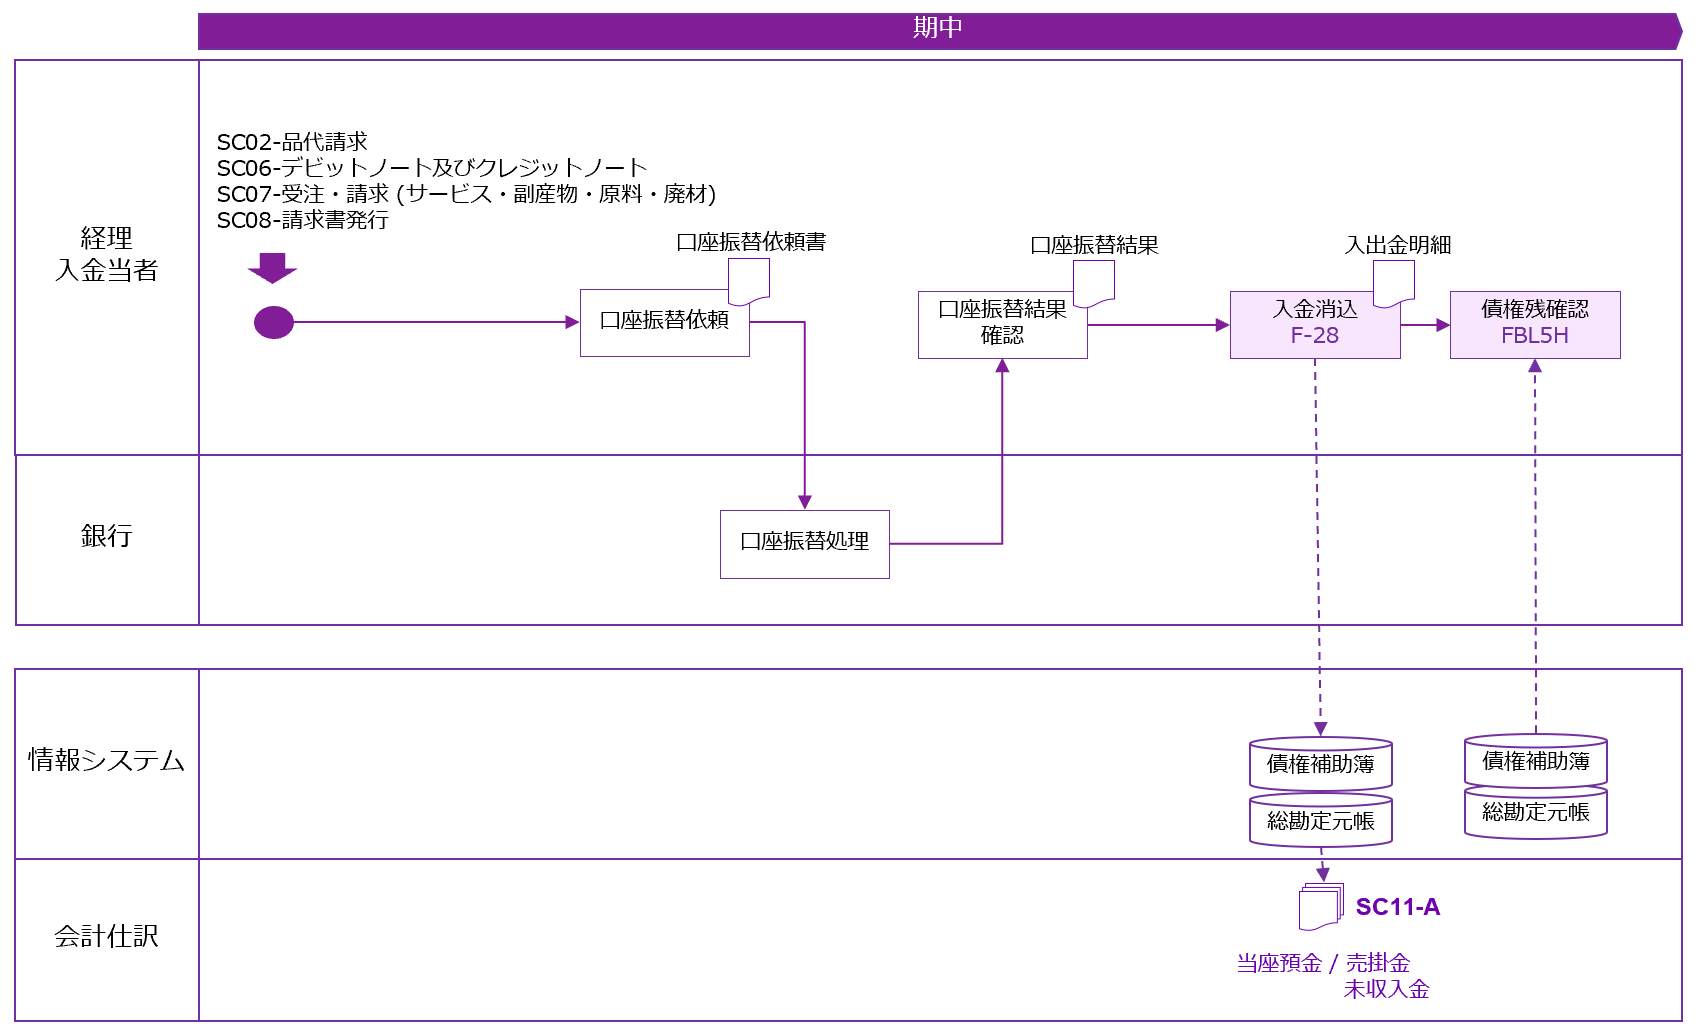 期中
経理
入金当者
SC02-品代請求
SC06-デビットノート及びクレジットノート
SC07-受注・請求 (サービス・副産物・原料・廃材)
SC08-請求書発行
口座振替依頼書
口座振替依頼
口座振替結果
口座振替結果
確認
入出金明細
入金消込
F-28
債権残確認
FBL5H
銀行
口座振替処理
情報システム
債権補助簿
総勘定元帳
債権補助簿
総勘定元帳
会計仕訳
SC11-A
当座預金 / 売掛金
未収入金